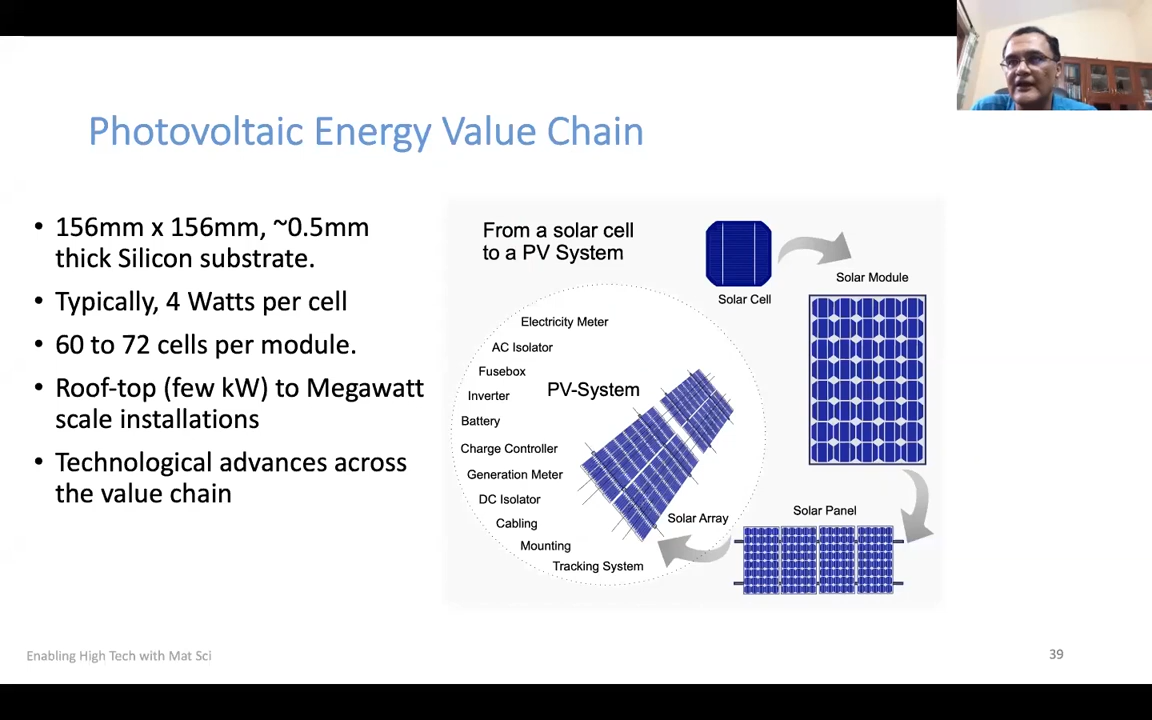 Photovoltaic Energy Value Chain
• 156mm x 156mm, ~0.5mm
thick Silicon substrate.
• Typically, 4 Watts per cell
• 60 to 72 cells per module.
• Roof-top (few kW) to Megawatt
scale installations
• Technological advances across
the value chain
From a solar cell
to a PV System
Solar Cell
Solar Module
Electricity Meter
AC Isolator
Fusebox
Inverter
PV-System
Battery
Charge Controller
Generation Meter
DC Isolator
Cabling
Mounting
Tracking System
Solar Array
Solar Panel
Enabling High Tech with Mat Sci
39